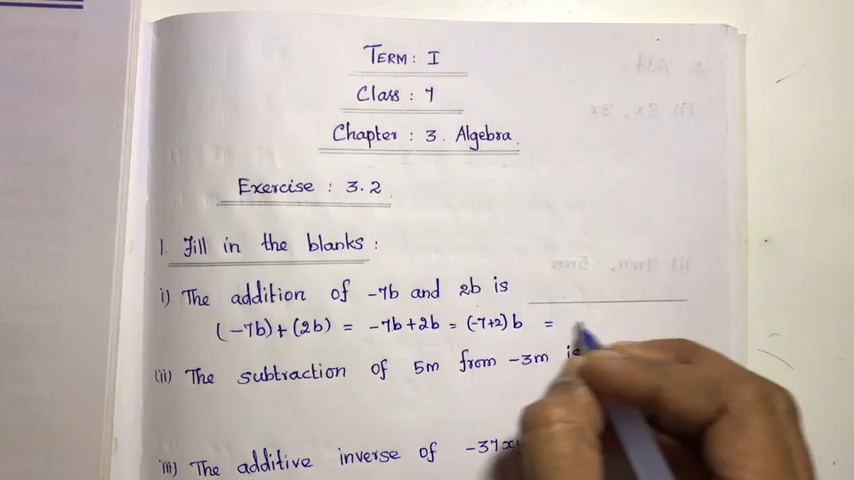 TERM : I
Class : 7
Chapter : 3. Algebra
Exercise : 3.2
1. Fill in the blanks :
i) The addition of -7b and 2b is
(-7b)+(2b) = -7b+2b = (-7+2)b =
(ii) The subtraction of 5m from -3m is
iii) The additive inverse of